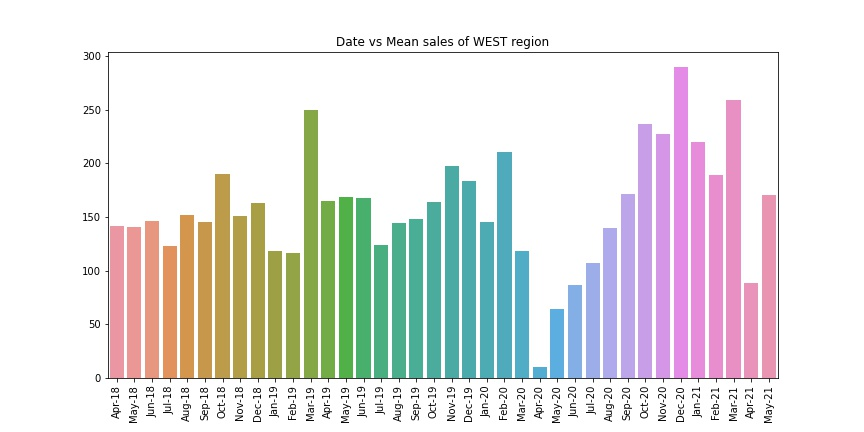 Date vs Mean sales of WEST region
300
250
200
150
100
50
0
Apr-18
May-18
Jun-18
Jul-18
Aug-18
Sep-18
Oct-18
Nov-18
Dec-18
Jan-19
Feb-19
Mar-19
Apr-19
May-19
Jun-19
Jul-19
Aug-19
Sep-19
Oct-19
Nov-19
Dec-19
Jan-20
Feb-20
Mar-20
Apr-20
May-20
Jun-20
Jul-20
Aug-20
Sep-20
Oct-20
Nov-20
Dec-20
Jan-21
Feb-21
Mar-21
Apr-21
May-21